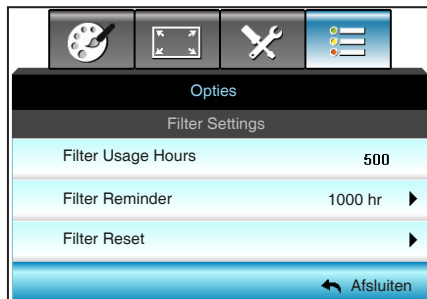 Opties
Filter Settings
Filter Usage Hours 500
Filter Reminder 1000 hr
Filter Reset
Afsluiten